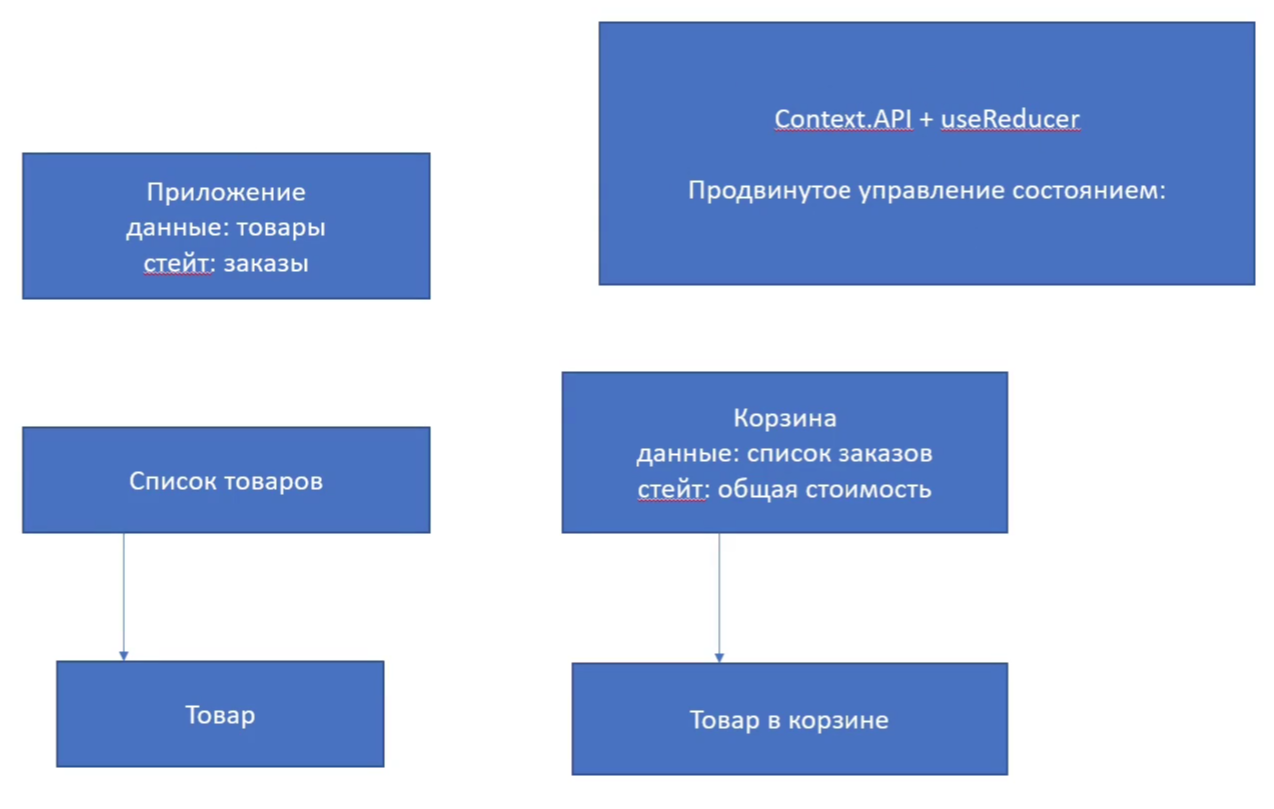 Context.API + useReducer
Продвинутое управление состоянием:
Приложение
данные: товары
стейт: заказы
Корзина
данные: список заказов
стейт: общая стоимость
Список товаров
Товар
Товар в корзине